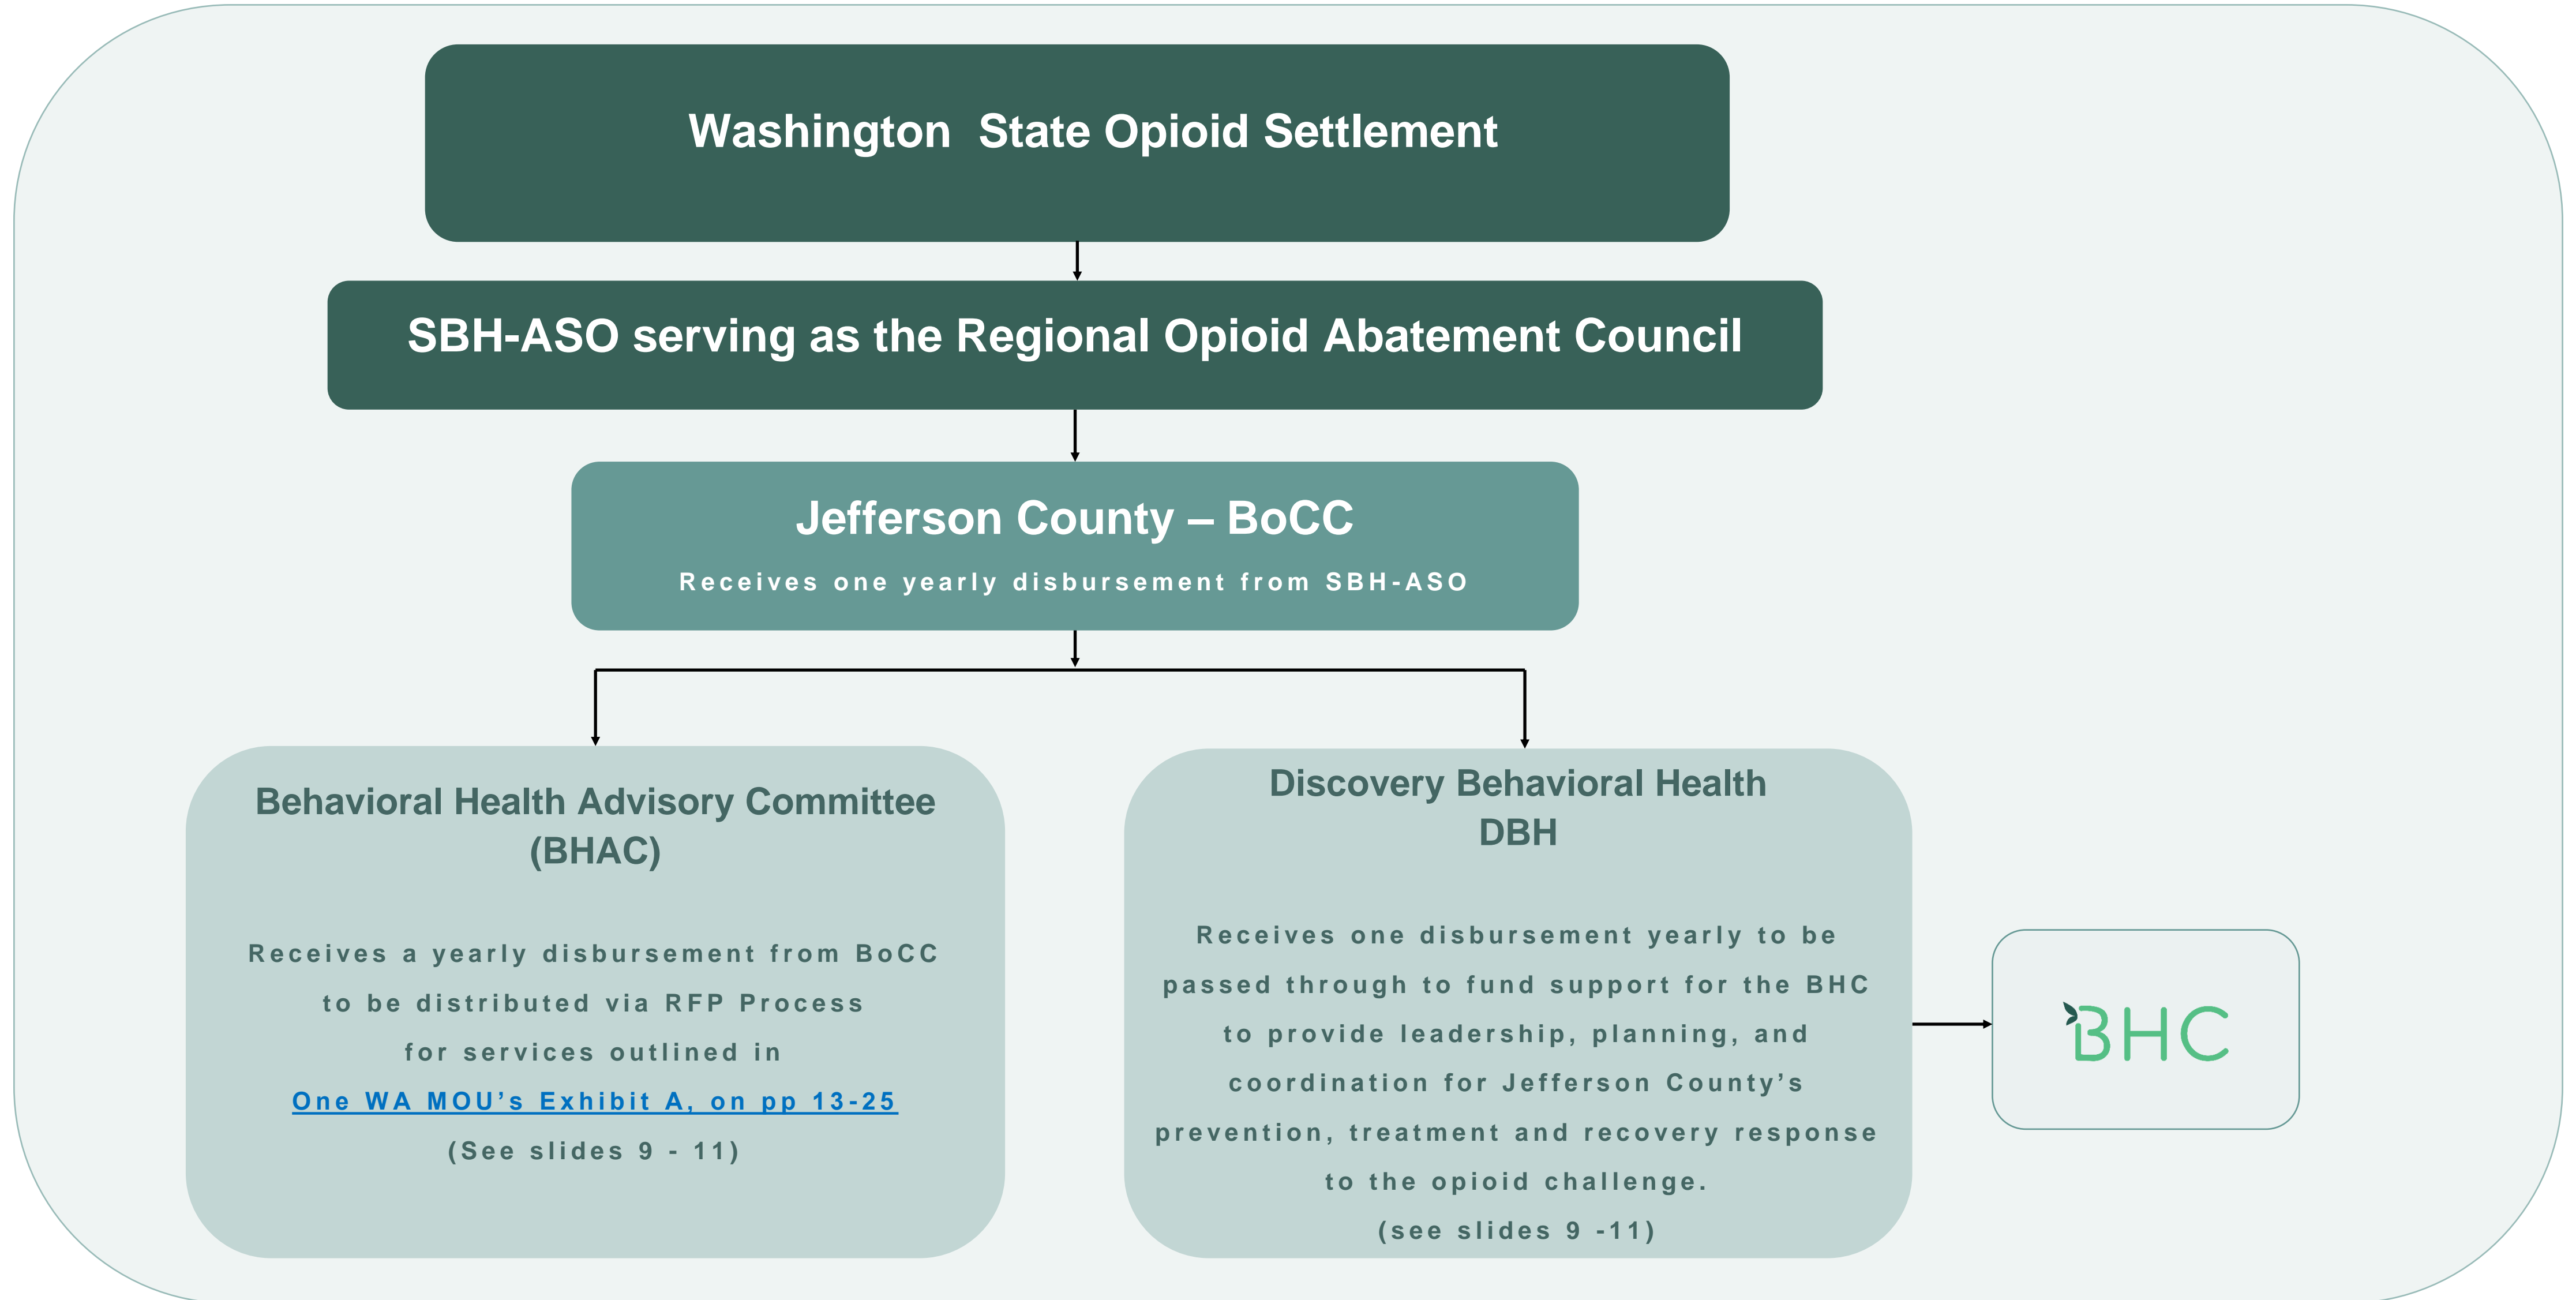 Washington  State Opioid Settlement
SBH-ASO serving as the Regional Opioid Abatement Council
Jefferson County – BoCC
Receives one yearly disbursement from SBH-ASO
Behavioral Health Advisory Committee
(BHAC)
Receives a yearly disbursement from BoCC
to be distributed via RFP Process
for services outlined in
One WA MOU’s Exhibit A, on pp 13-25
(See slides 9 - 11)
Discovery Behavioral Health
DBH
Receives one disbursement yearly to be
passed through to fund support for the BHC
to provide leadership, planning, and
coordination for Jefferson County’s
prevention, treatment and recovery response
to the opioid challenge.
(see slides 9 -11)
BHC